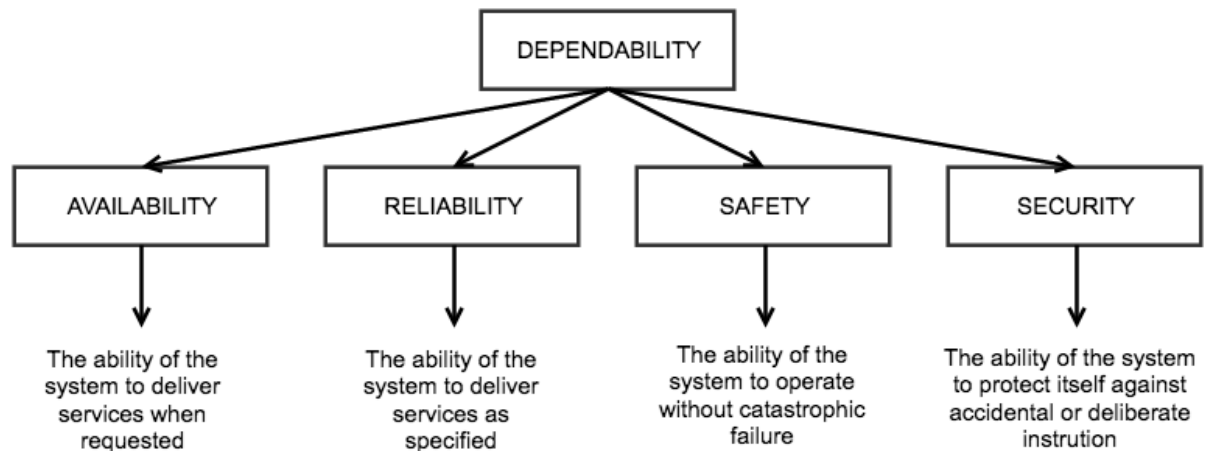 DEPENDABILITY
AVAILABILITY
RELIABILITY
SAFETY
SECURITY
The ability of the
system to deliver
services when
requested
The ability of the
system to deliver
services as
specified
The ability of the
system to operate
without catastrophic
failure
The ability of the system
to protect itself against
accidental or deliberate
instrution